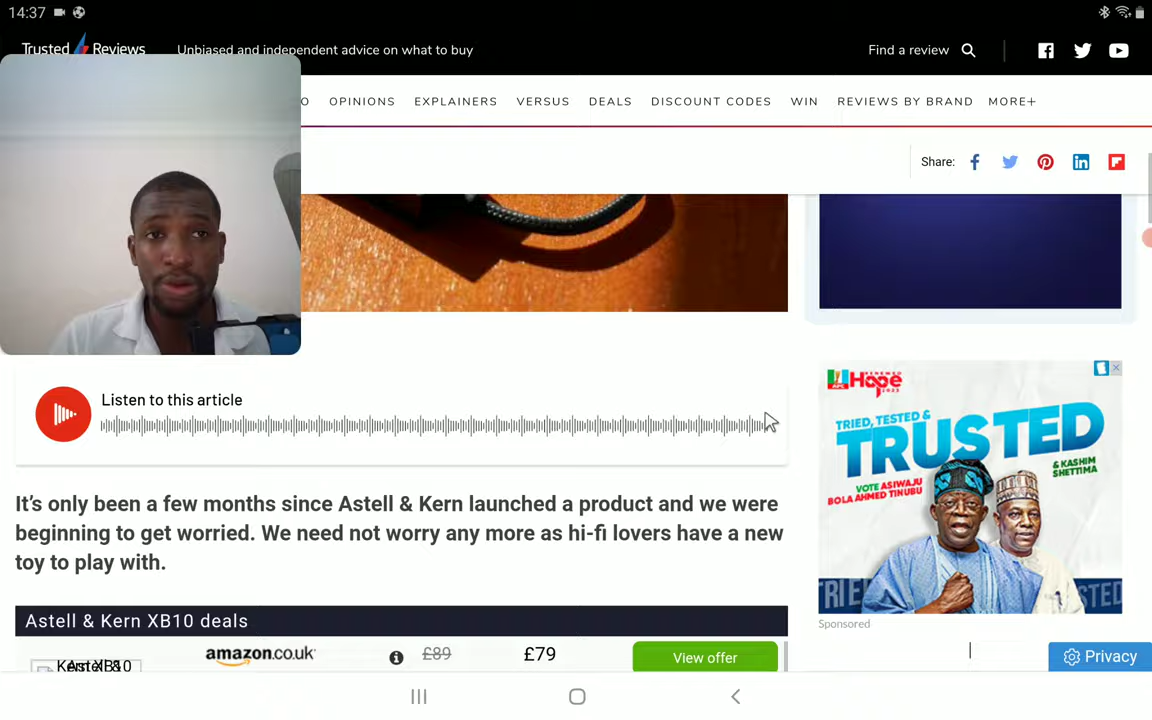 14:37
Trusted Reviews
Unbiased and independent advice on what to buy
Find a review
O OPINIONS EXPLAINERS VERSUS DEALS DISCOUNT CODES WIN REVIEWS BY BRAND MORE+
Share:
Listen to this article
It’s only been a few months since Astell & Kern launched a product and we were
beginning to get worried. We need not worry any more as hi-fi lovers have a new
toy to play with.
Astell & Kern XB10 deals
amazon.co.uk
£89
£79
View offer
APC
Hope
TRIED, TESTED &
TRUSTED
VOTE ASIWAJU
BOLA AHMED TINUBU
& KASHIM
SHETTIMA
Sponsored
Privacy